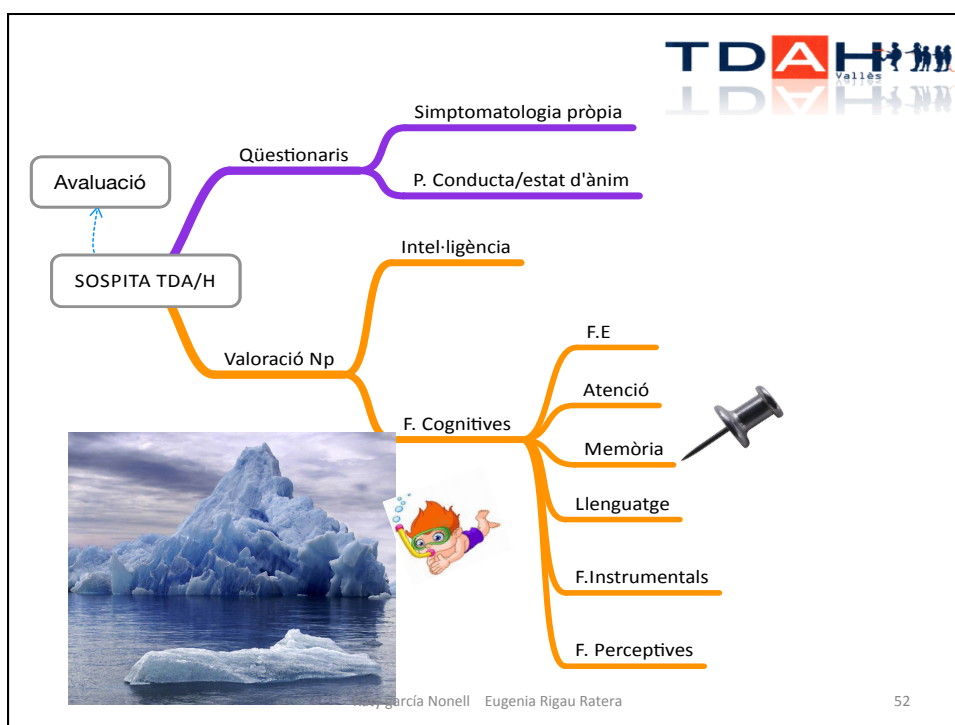 TDAH
Vallès
Simptomatologia pròpia
Qüestionaris
P. Conducta/estat d'ànim
Avaluació
SOSPITA TDA/H
Intel·ligència
Valoració Np
F. Cognitives
F.E
Atenció
Memòria
Llenguatge
F.Instrumentals
F. Perceptives
garcía Nonell Eugenia Rigau Ratera
52